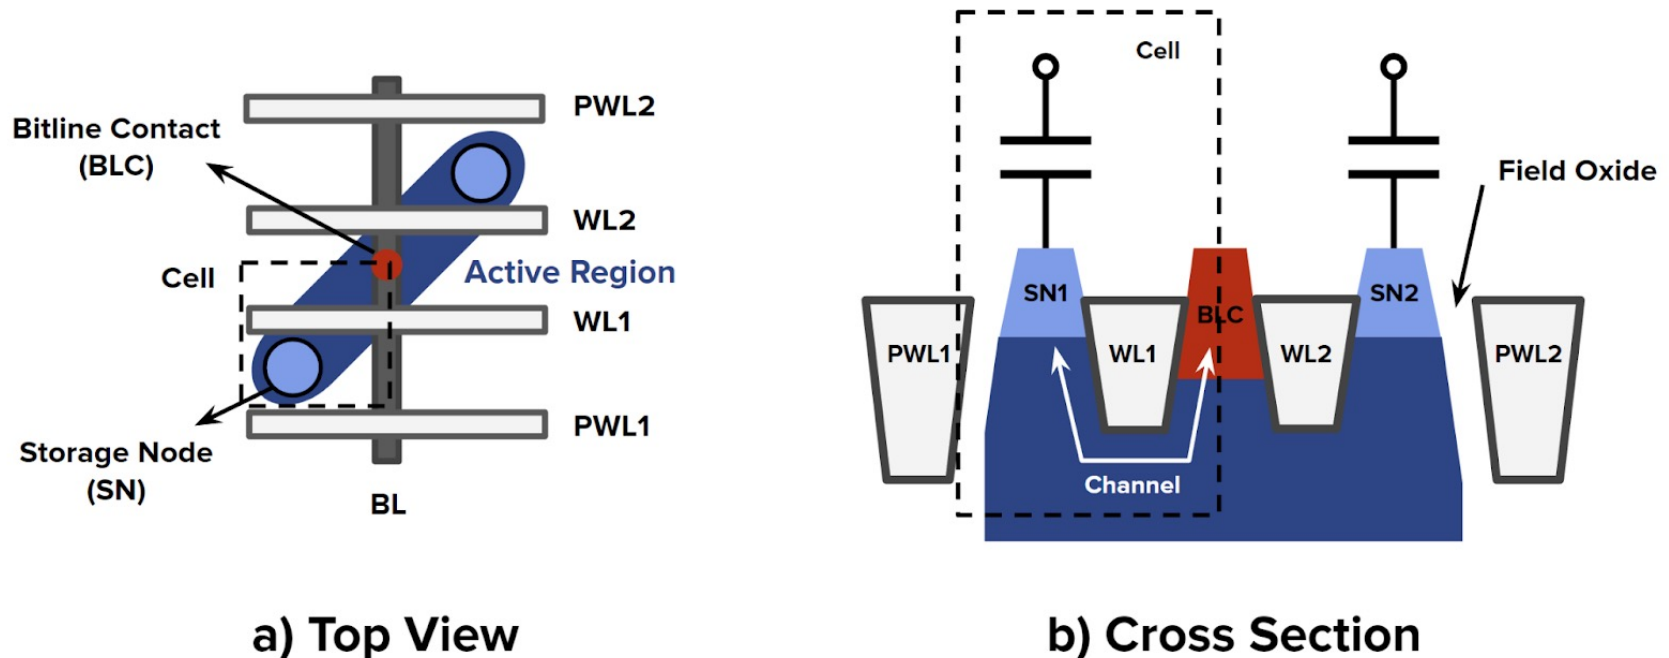 PWL2
Bitline Contact
(BLC)
WL2
Cell
Active Region
WL1
PWL1
Storage Node
(SN)
BL
a) Top View
Cell
Field Oxide
SN1
BLC
SN2
PWL1
WL1
WL2
PWL2
Channel
b) Cross Section